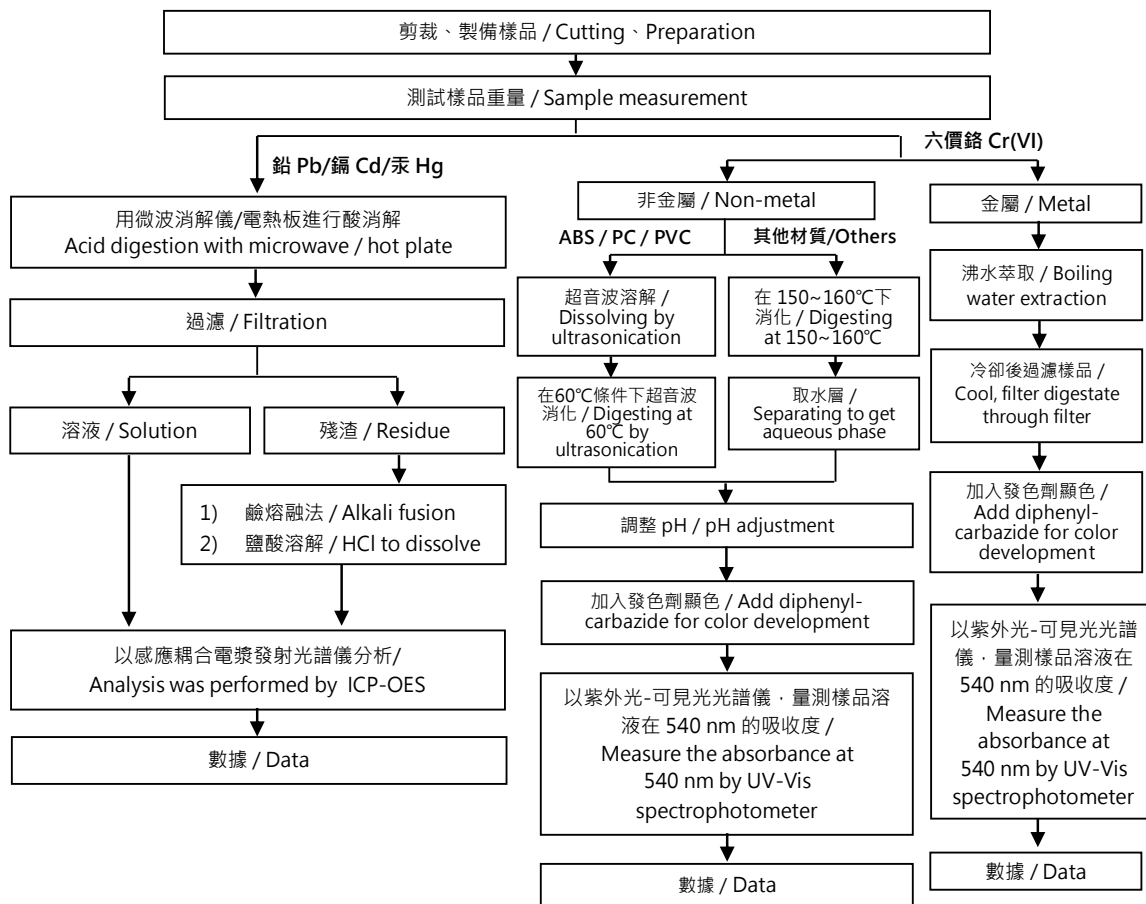 剪裁、製備樣品 / Cutting、Preparation
測試樣品重量 / Sample measurement
鉛 Pb/鎘 Cd/汞 Hg
六價鉻 Cr(VI)
用微波消解儀/電熱板進行酸消解
Acid digestion with microwave / hot plate
過濾 / Filtration
溶液 / Solution
殘渣 / Residue
1) 鹼熔融法 / Alkali fusion
2) 鹽酸溶解 / HCl to dissolve
以感應耦合電漿發射光譜儀分析/
Analysis was performed by ICP-OES
數據 / Data
非金屬 / Non-metal
ABS / PC / PVC
其他材質/Others
超音波溶解 /
Dissolving by
ultrasonication
在60℃條件下超音波
消化 / Digesting at
60℃ by
ultrasonication
在 150~160℃下
消化 / Digesting
at 150~160℃
取水層 /
Separating to get
aqueous phase
調整 pH / pH adjustment
加入發色劑顯色 / Add diphenyl-
carbazide for color development
以紫外光-可見光光譜儀，量測樣品溶
液在 540 nm 的吸收度 /
Measure the absorbance at
540 nm by UV-Vis
spectrophotometer
數據 / Data
金屬 / Metal
沸水萃取 / Boiling
water extraction
冷卻後過濾樣品 /
Cool, filter digestate
through filter
加入發色劑顯色 /
Add diphenyl-
carbazide for color
development
以紫外光-可見光光譜
儀，量測樣品溶液在
540 nm 的吸收度 /
Measure the
absorbance at
540 nm by UV-Vis
spectrophotometer
數據 / Data